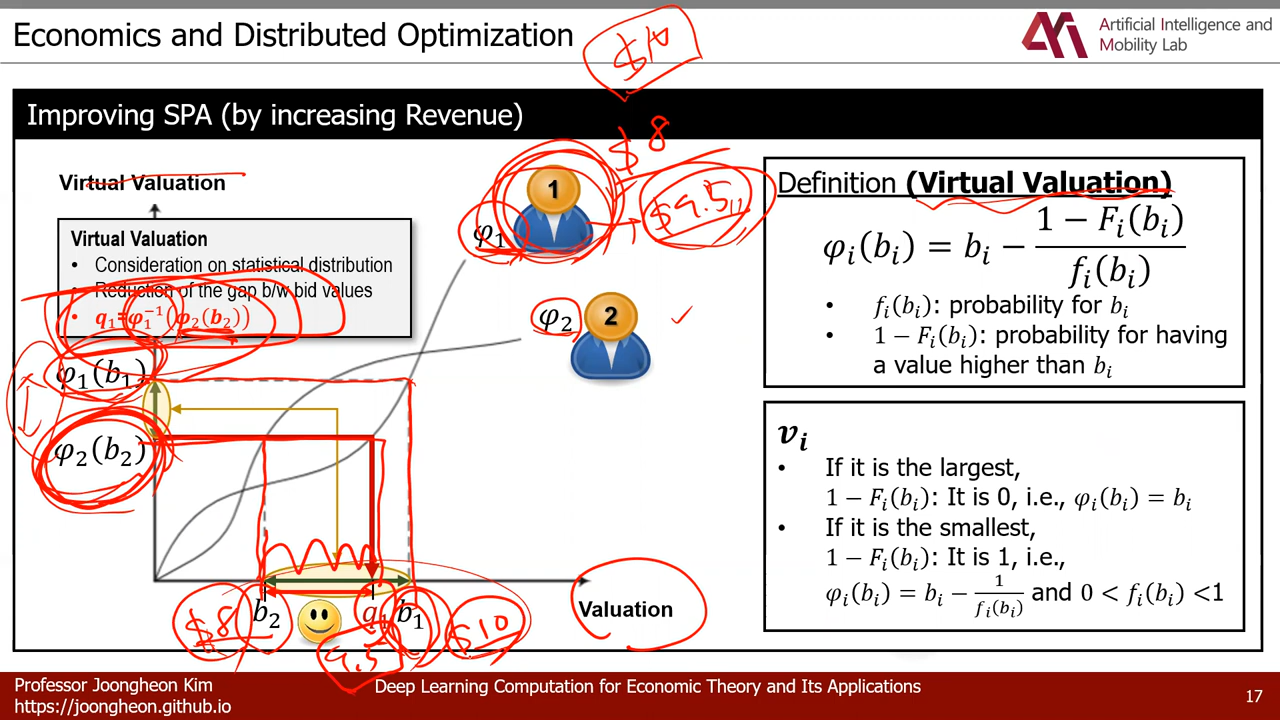 Economics and Distributed Optimization
Artificial Intelligence and
Mobility Lab
$10
Improving SPA (by increasing Revenue)
$8
$9.5
Virtual Valuation
Virtual Valuation
• Consideration on statistical distribution
• Reduction of the gap b/w bid values
• q₁=φ₁⁻¹(φ₂(b₂))
φ₁
1
φ₂
2
φ₁(b₁)
φ₂(b₂)
b₂
q₁
b₁
Valuation
$8
9.5
$10
Definition (Virtual Valuation)
φᵢ(bᵢ) = bᵢ − (1 − Fᵢ(bᵢ)) / fᵢ(bᵢ)
• fᵢ(bᵢ): probability for bᵢ
• 1 − Fᵢ(bᵢ): probability for having
a value higher than bᵢ
vᵢ
• If it is the largest,
1 − Fᵢ(bᵢ): It is 0, i.e., φᵢ(bᵢ) = bᵢ
• If it is the smallest,
1 − Fᵢ(bᵢ): It is 1, i.e.,
φᵢ(bᵢ) = bᵢ − 1 / fᵢ(bᵢ) and 0 < fᵢ(bᵢ) <1
Professor Joongheon Kim
https://joongheon.github.io
Deep Learning Computation for Economic Theory and Its Applications
17